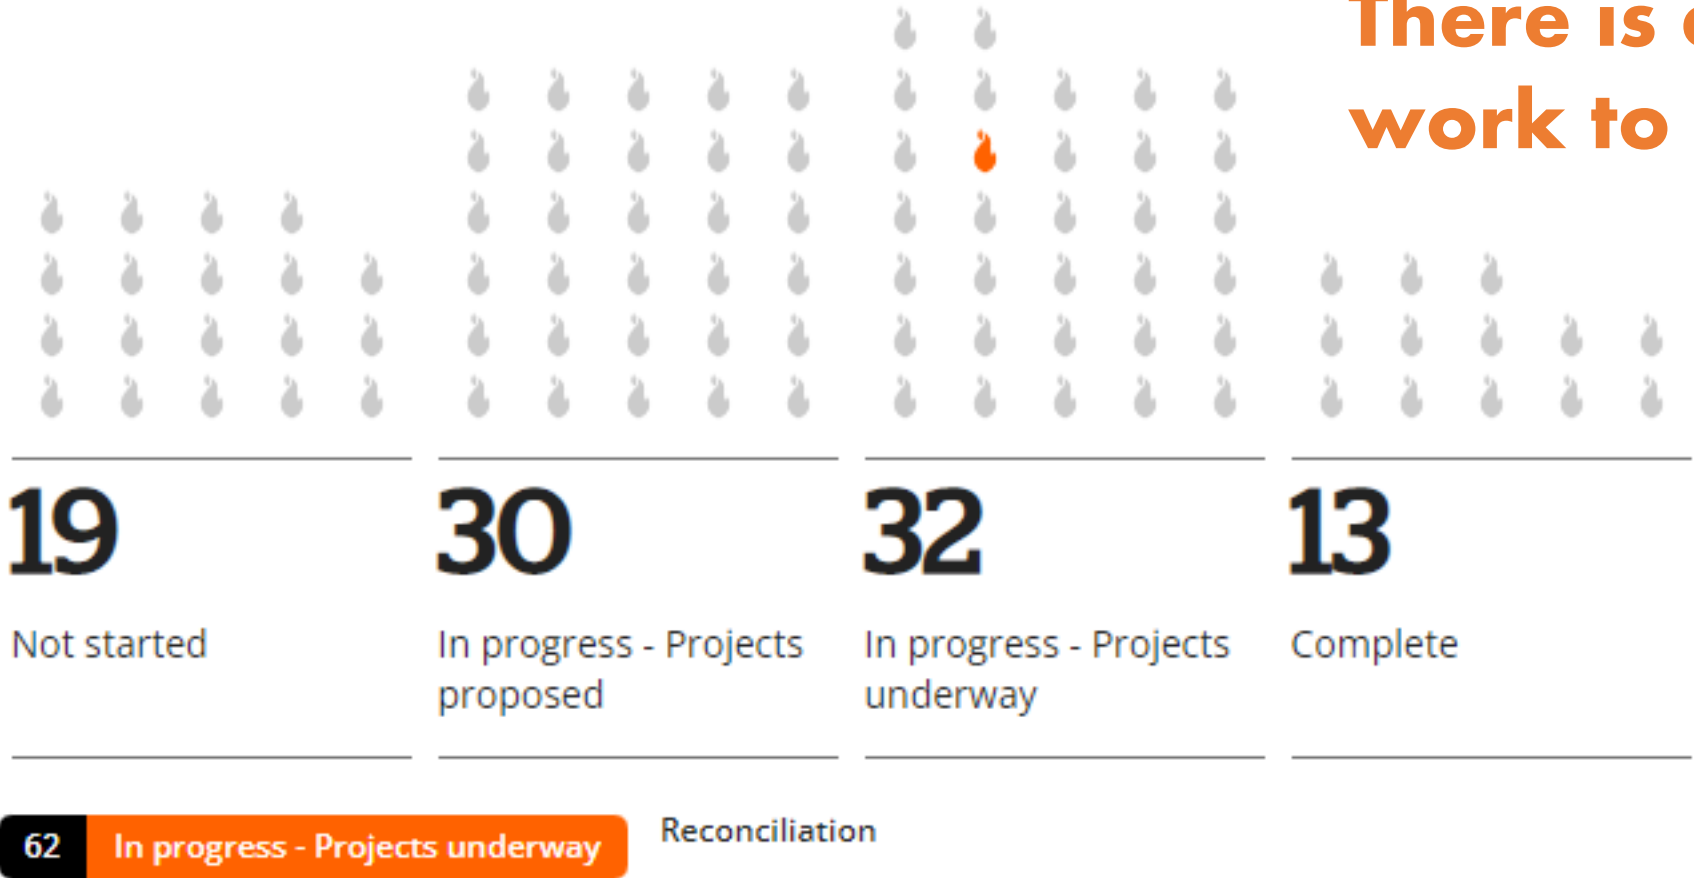 There is
work to
19
Not started
30
In progress - Projects
proposed
32
In progress - Projects
underway
13
Complete
62 In progress - Projects underway
Reconciliation